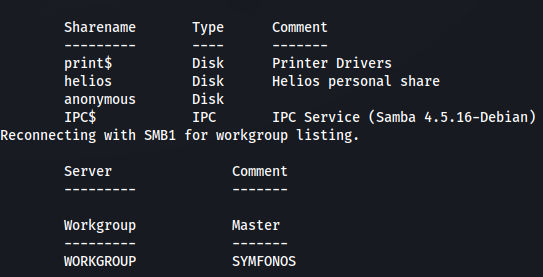 Sharename       Type      Comment
---------       ----      -------
print$          Disk      Printer Drivers
helios          Disk      Helios personal share
anonymous       Disk
IPC$            IPC       IPC Service (Samba 4.5.16-Debian)
Reconnecting with SMB1 for workgroup listing.
Server               Comment
---------            -------
Workgroup            Master
---------            -------
WORKGROUP            SYMFONOS